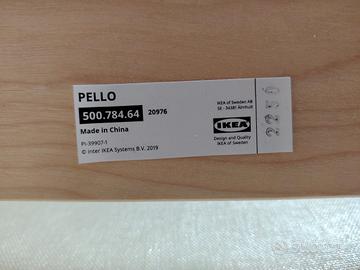 PELLO
500.784.64 20976
Made in China
PI-39907-1
© Inter IKEA Systems B.V. 2019
IKEA of Sweden AB
SE - 34381 Älmhult
IKEA
Design and Quality
IKEA of Sweden
2250